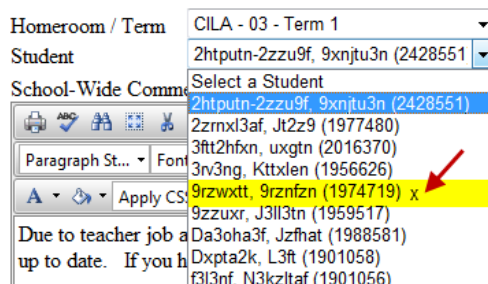 Homeroom / Term CILA - 03 - Term 1
Student 2htputn-2zzu9f, 9xnjtu3n (2428551
School-Wide Comme
Select a Student
2htputn-2zzu9f, 9xnjtu3n (2428551)
2zrnxl3af, Jt2z9 (1977480)
3ftt2hfxn, uxgtn (2016370)
3rv3ng, Kttxlen (1956626)
9rzwxtt, 9rznfzn (1974719) x
9zzuxr, J3ll3tn (1959517)
Da3oha3f, Jzfhat (1988581)
Dxpta2k, L3ft (1901058)
f3l3nf, N3kzltaf (1901056)
ABC
Paragraph St... Font
A Apply CSS
Due to teacher job a
up to date. If you h